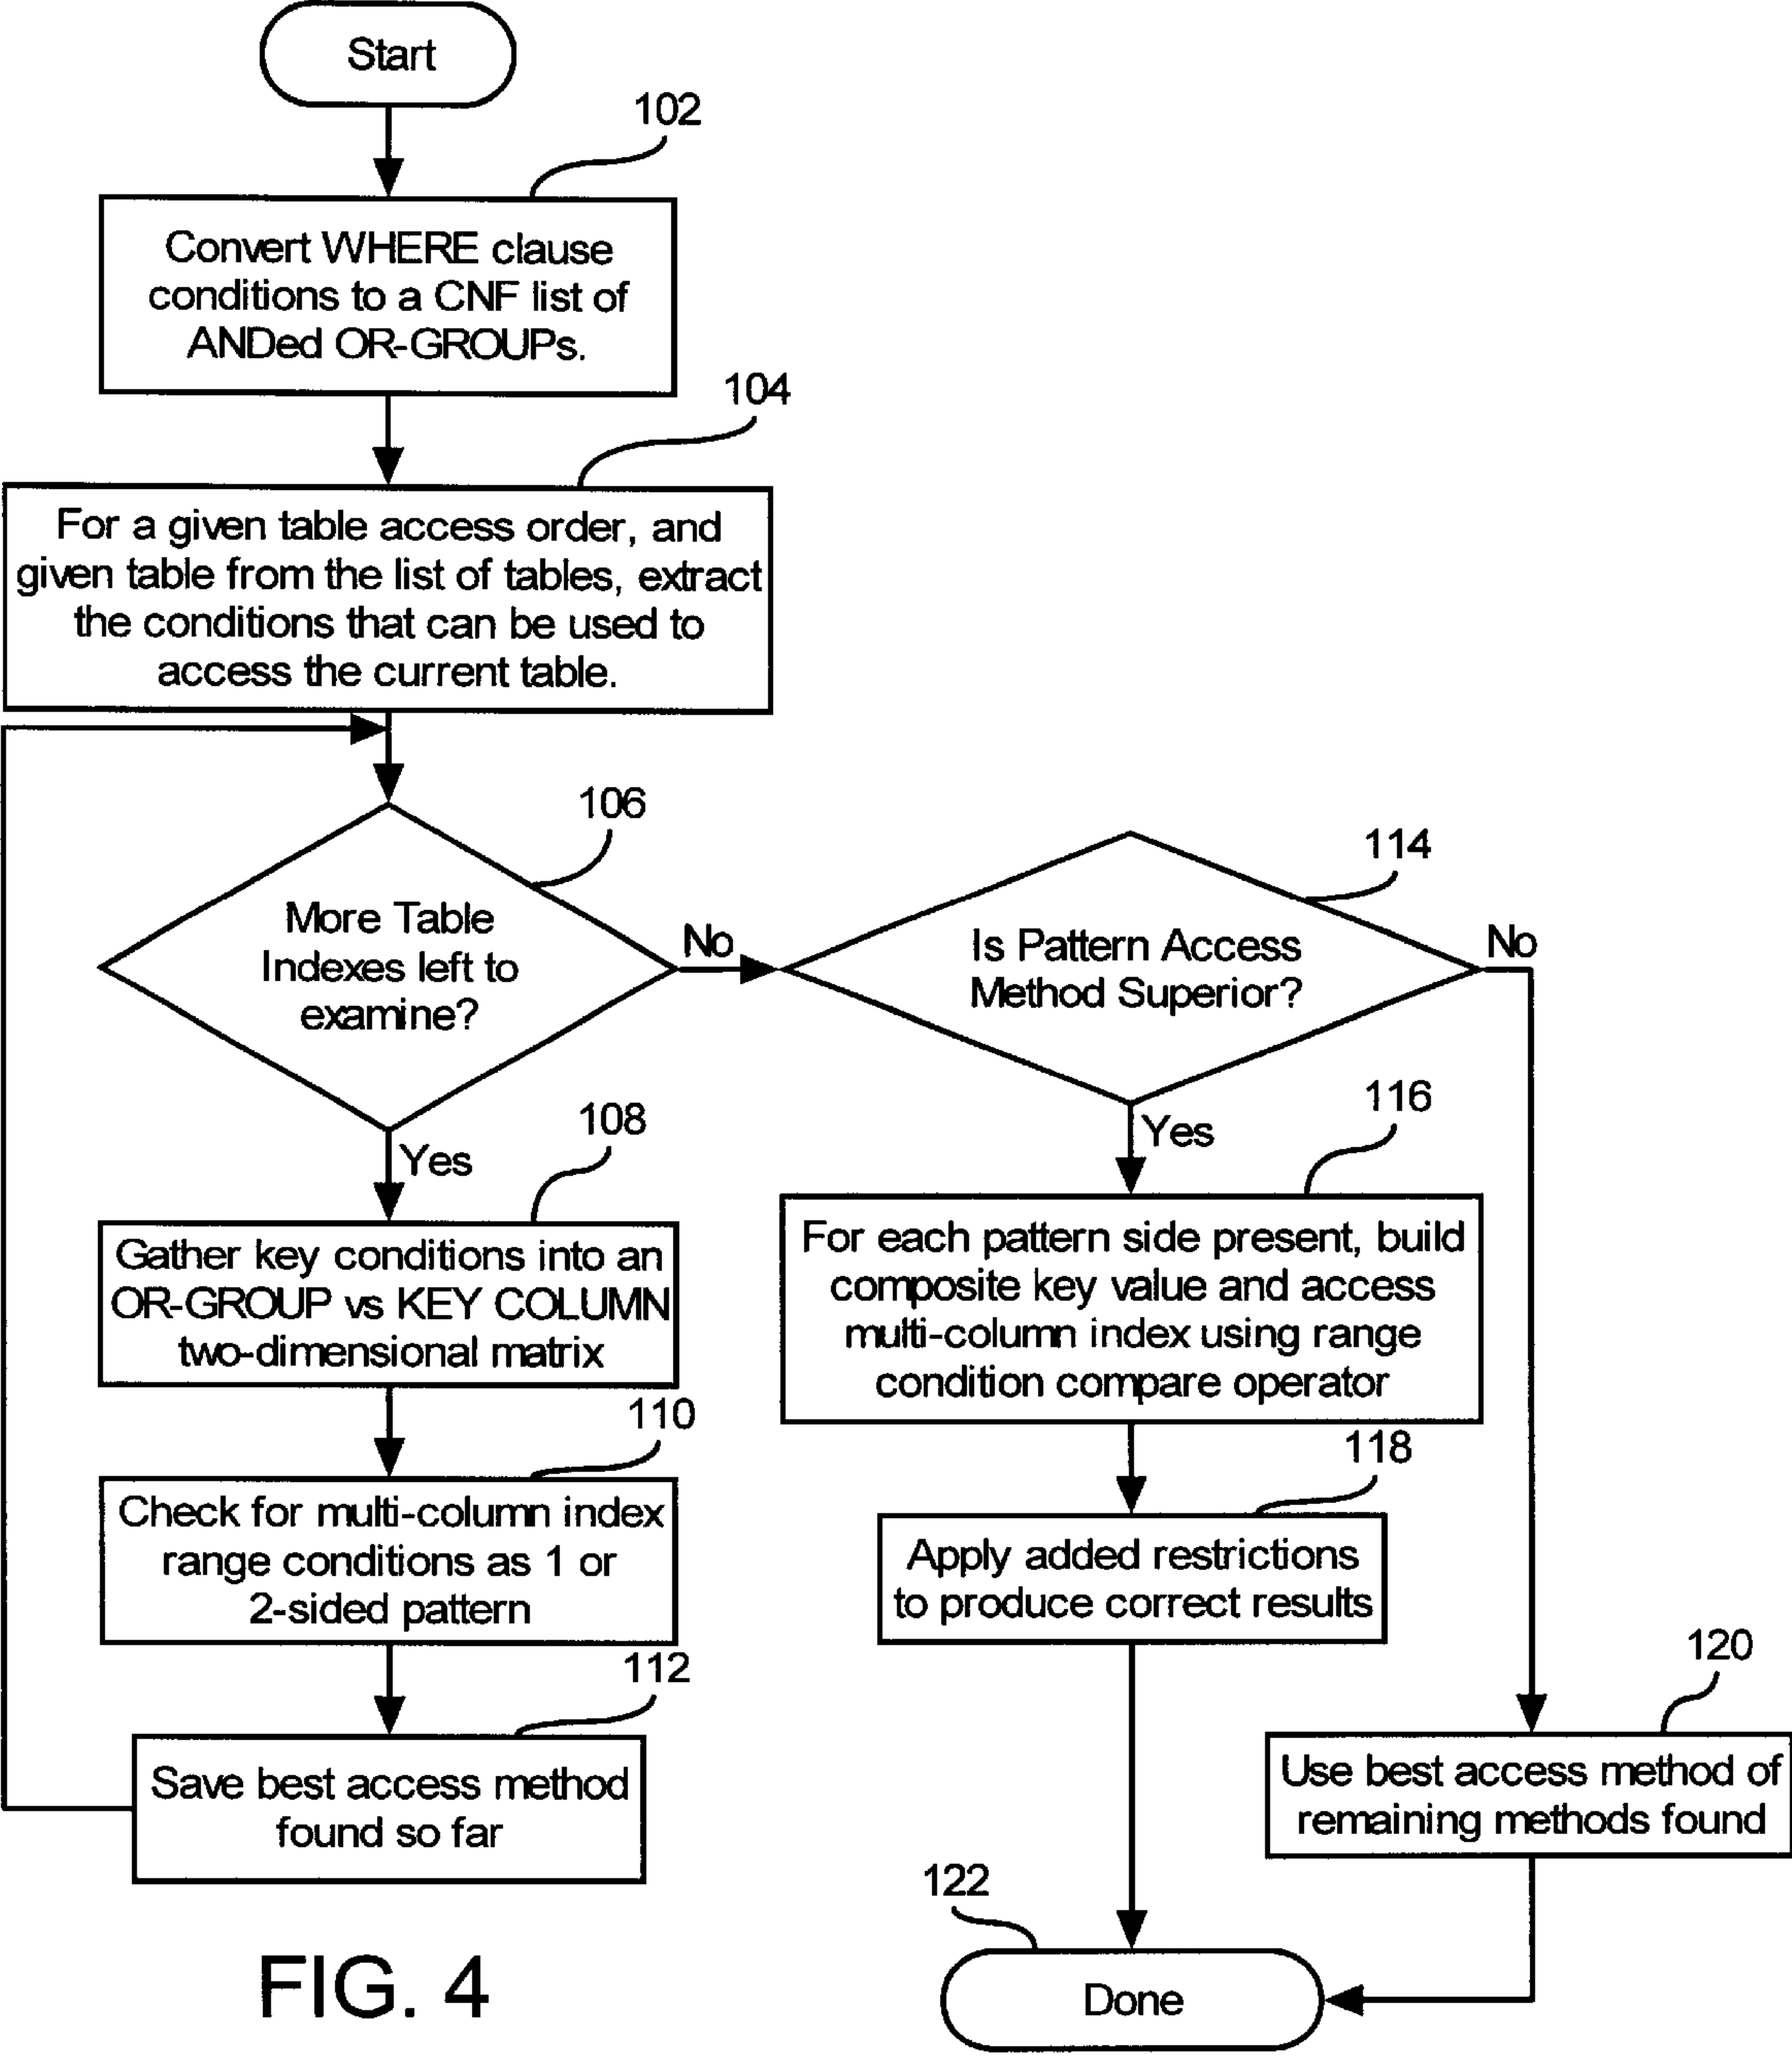 Start
102
Convert WHERE clause
conditions to a CNF list of
ANDed OR-GROUPs.
104
For a given table access order, and
given table from the list of tables, extract
the conditions that can be used to
access the current table.
106
More Table
Indexes left to
examine?
No
Yes
108
Gather key conditions into an
OR-GROUP vs KEY COLUMN
two-dimensional matrix
110
Check for multi-column index
range conditions as 1 or
2-sided pattern
112
Save best access method
found so far
114
Is Pattern Access
Method Superior?
No
Yes
116
For each pattern side present, build
composite key value and access
multi-column index using range
condition compare operator
118
Apply added restrictions
to produce correct results
120
Use best access method of
remaining methods found
122
Done
FIG. 4